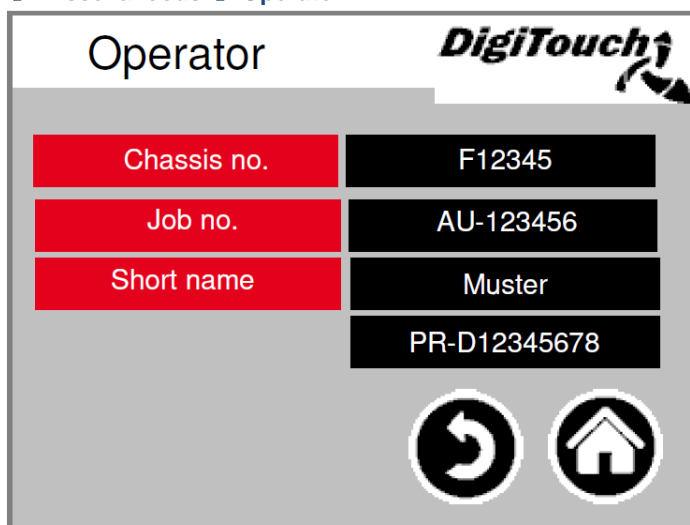 Operator
DigiTouch
Chassis no.
F12345
Job no.
AU-123456
Short name
Muster
PR-D12345678